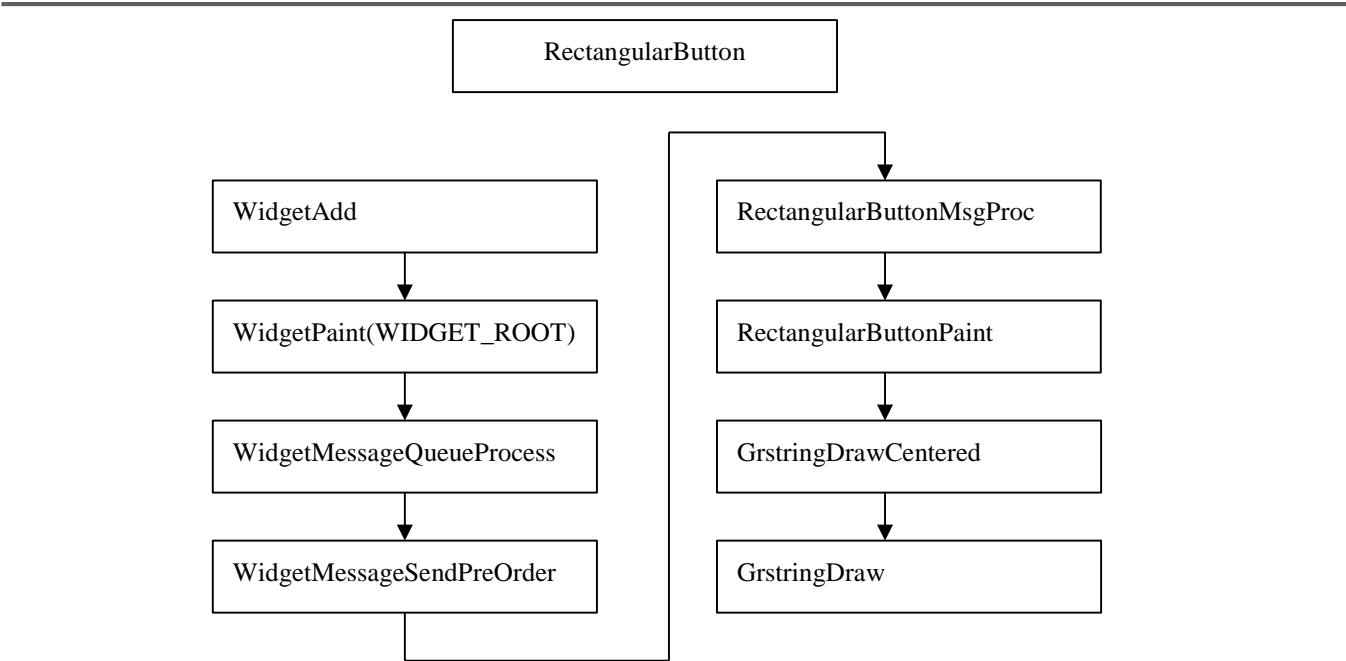 RectangularButton
WidgetAdd
WidgetPaint(WIDGET_ROOT)
WidgetMessageQueueProcess
WidgetMessageSendPreOrder
RectangularButtonMsgProc
RectangularButtonPaint
GrstringDrawCentered
GrstringDraw